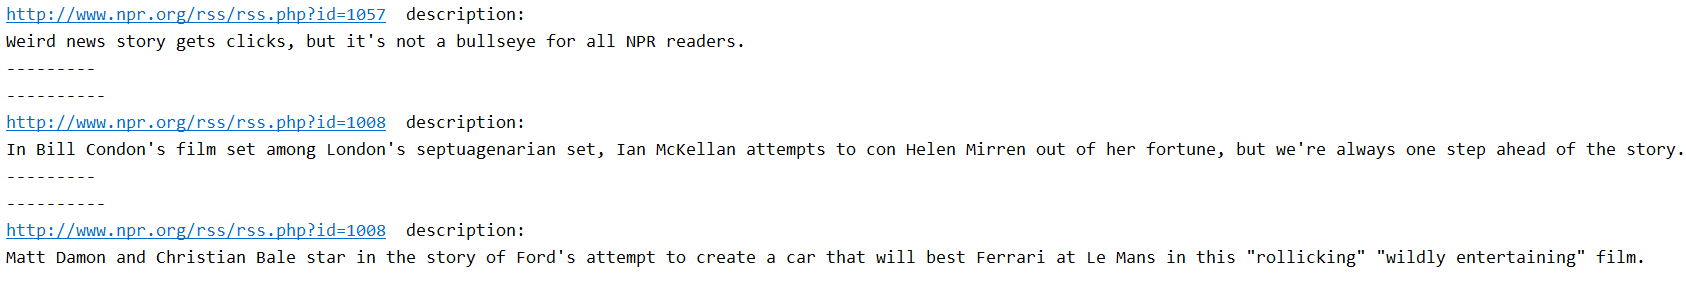 http://www.npr.org/rss/rss.php?id=1057  description:
Weird news story gets clicks, but it's not a bullseye for all NPR readers.
---------
----------
http://www.npr.org/rss/rss.php?id=1008  description:
In Bill Condon's film set among London's septuagenarian set, Ian McKellan attempts to con Helen Mirren out of her fortune, but we're always one step ahead of the story.
---------
----------
http://www.npr.org/rss/rss.php?id=1008  description:
Matt Damon and Christian Bale star in the story of Ford's attempt to create a car that will best Ferrari at Le Mans in this "rollicking" "wildly entertaining" film.